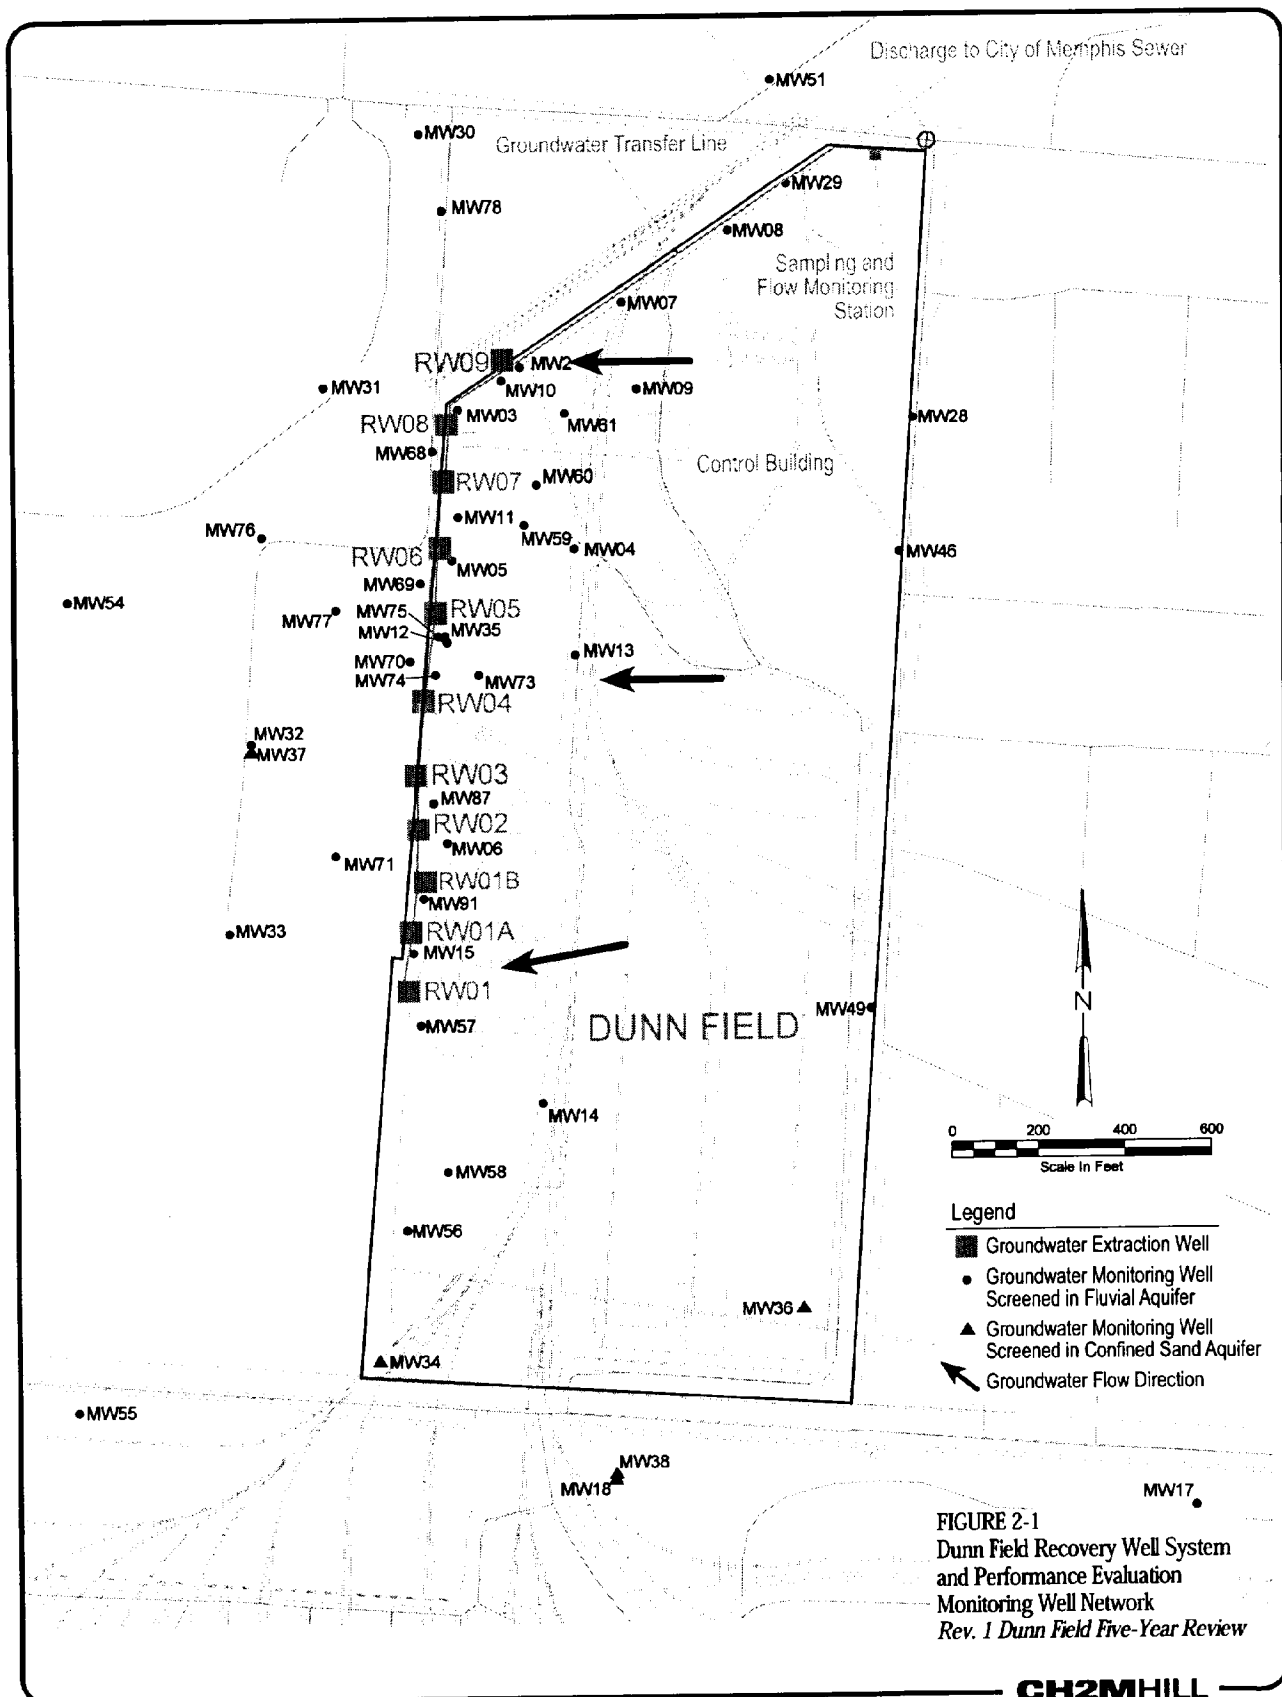 Discharge to City of Memphis Sewer
MW51
MW30
Groundwater Transfer Line
MW29
MW78
MW08
Sampling and
Flow Monitoring
Station
MW07
RW09
MW2
MW10
MW09
MW31
MW03
MW61
RW08
MW28
MW68
Control Building
RW07
MW60
MW11
MW76
MW59
MW04
RW06
MW46
MW05
MW69
MW54
MW77
MW75
RW05
MW12
MW35
MW13
MW70
MW74
MW73
RW04
MW32
MW37
RW03
MW87
RW02
MW06
MW71
RW01B
MW91
MW33
RW01A
MW15
RW01
N
MW49
MW57
DUNN FIELD
MW14
0 200 400 600
Scale In Feet
MW58
Legend
MW56
Groundwater Extraction Well
Groundwater Monitoring Well
Screened in Fluvial Aquifer
MW36
Groundwater Monitoring Well
Screened in Confined Sand Aquifer
MW34
Groundwater Flow Direction
MW55
MW38
MW18
MW17
FIGURE 2-1
Dunn Field Recovery Well System
and Performance Evaluation
Monitoring Well Network
Rev. 1 Dunn Field Five-Year Review
CH2MHILL